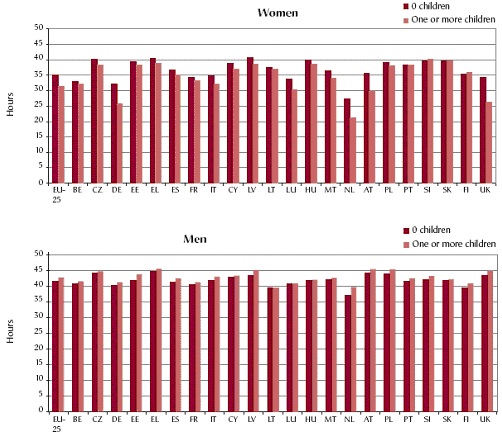 Women
0 children
One or more children
Hours
50
45
40
35
30
25
20
15
10
5
0
EU-25 BE CZ DE EE EL ES FR IT CY LV LT LU HU MT NL AT PL PT SI SK FI UK
Men
0 children
One or more children
Hours
50
45
40
35
30
25
20
15
10
5
0
EU-25 BE CZ DE EE EL ES FR IT CY LV LT LU HU MT NL AT PL PT SI SK FI UK